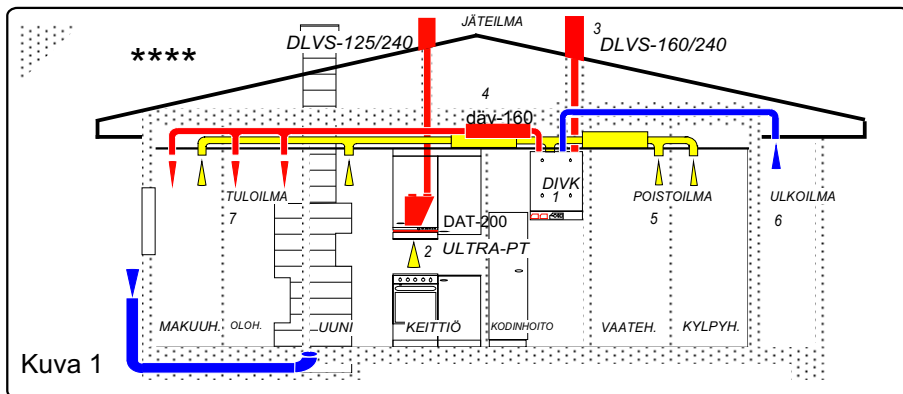 JÄTEILMA
****
DLVS-125/240
3
DLVS-160/240
4
däv-160
TULOILMA
7
DIVK
1
POISTOILMA
5
ULKOILMA
6
DAT-200
2
ULTRA-PT
MAKUUH.
OLOH.
UUNI
KEITTIÖ
KODINHOITO
VAATEH.
KYLPYH.
Kuva 1